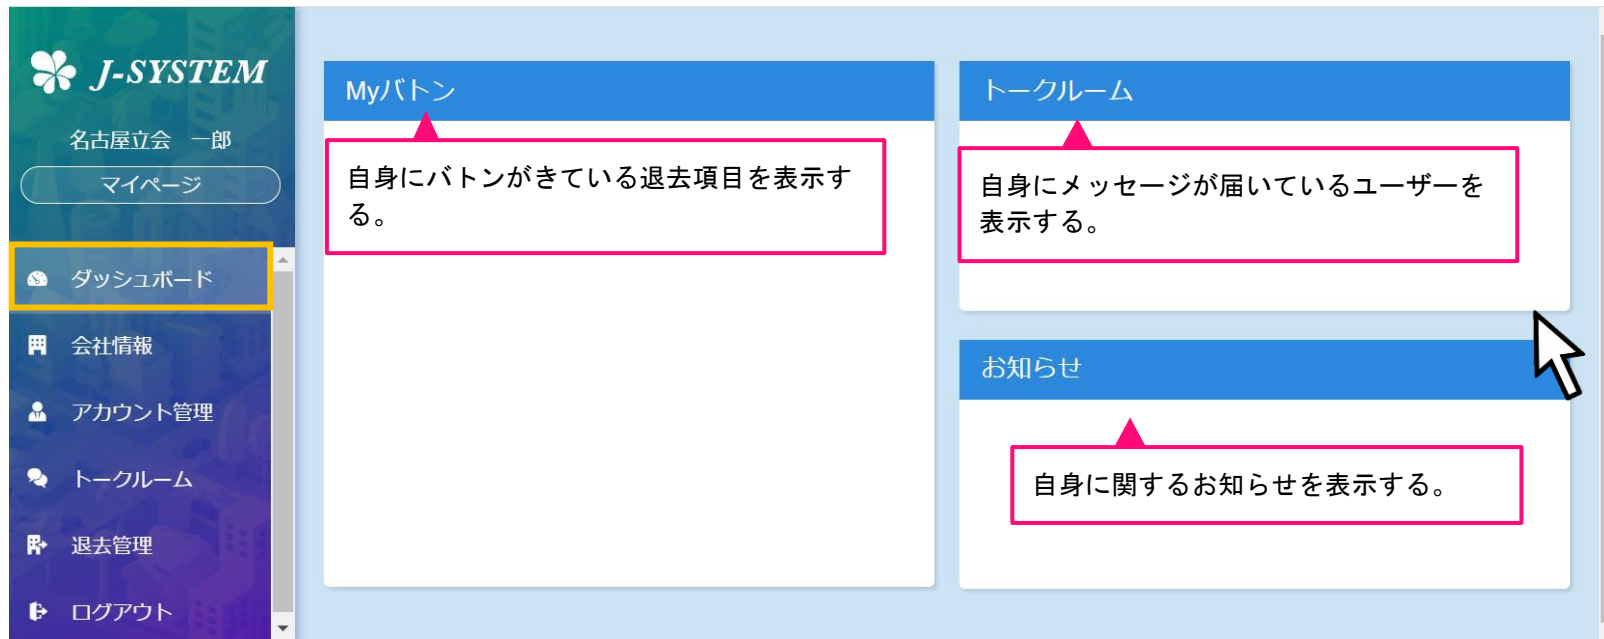 J-SYSTEM
名古屋立会　一郎
マイページ
ダッシュボード
会社情報
アカウント管理
トークルーム
退去管理
ログアウト
Myバトン
自身にバトンがきている退去項目を表示す
る。
トークルーム
自身にメッセージが届いているユーザーを
表示する。
お知らせ
自身に関するお知らせを表示する。